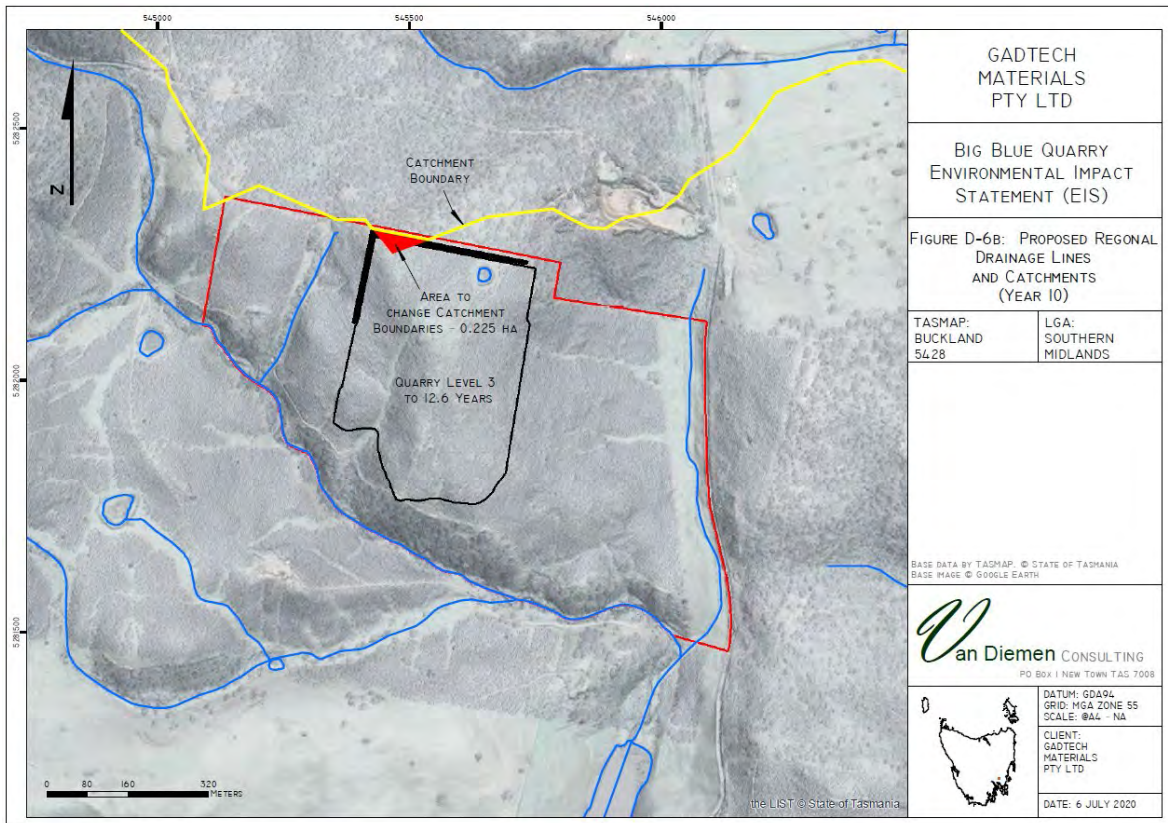 545000
545500
546000
5282500
5282000
5281500
N
CATCHMENT
BOUNDARY
AREA TO
CHANGE CATCHMENT
BOUNDARIES - 0.225 HA
QUARRY LEVEL 3
TO 12.6 YEARS
0 80 160 320
METERS
the LIST © State of Tasmania
GADTECH
MATERIALS
PTY LTD
BIG BLUE QUARRY
ENVIRONMENTAL IMPACT
STATEMENT (EIS)
FIGURE D-6B: PROPOSED REGONAL
DRAINAGE LINES
AND CATCHMENTS
(YEAR 10)
TASMAP:
BUCKLAND
5428
LGA:
SOUTHERN
MIDLANDS
BASE DATA BY TASMAP. © STATE OF TASMANIA
BASE IMAGE © GOOGLE EARTH
Van Diemen CONSULTING
PO BOX 1 NEW TOWN TAS 7008
DATUM: GDA94
GRID: MGA ZONE 55
SCALE: @A4 - NA
CLIENT:
GADTECH
MATERIALS
PTY LTD
DATE: 6 JULY 2020